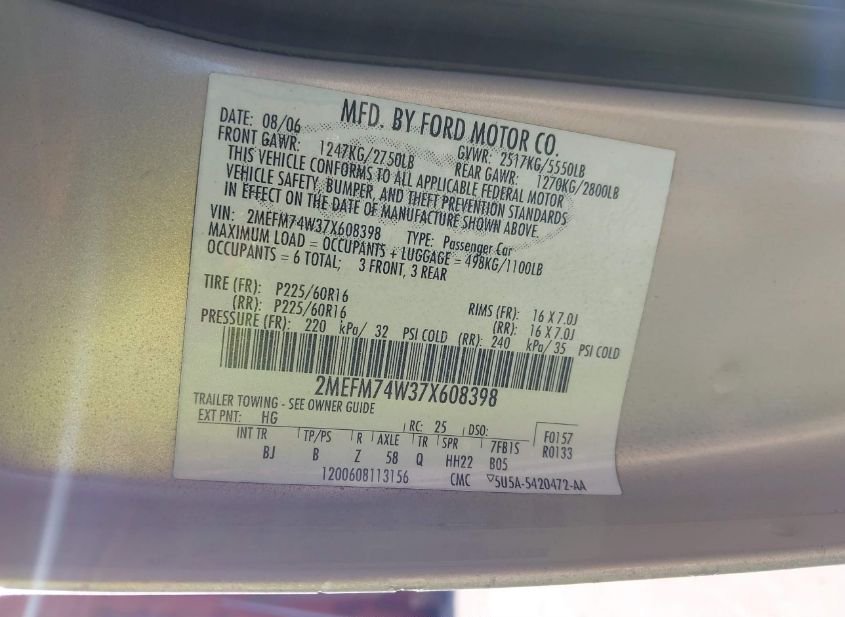 MFD. BY FORD MOTOR CO.
DATE: 08/06 GVWR: 2517KG/5550LB
FRONT GAWR: 1247KG/2750LB REAR GAWR: 1270KG/2800LB
THIS VEHICLE CONFORMS TO ALL APPLICABLE FEDERAL MOTOR
VEHICLE SAFETY, BUMPER, AND THEFT PREVENTION STANDARDS
IN EFFECT ON THE DATE OF MANUFACTURE SHOWN ABOVE.
VIN: 2MEFM74W37X608398 TYPE: Passenger Car
MAXIMUM LOAD = OCCUPANTS + LUGGAGE = 498KG/1100LB
OCCUPANTS = 6 TOTAL; 3 FRONT, 3 REAR
TIRE (FR): P225/60R16 RIMS (FR): 16 X 7.0J
(RR): P225/60R16 (RR): 16 X 7.0J
PRESSURE (FR): 220 kPa/ 32 PSI COLD (RR): 240 kPa/ 35 PSI COLD
2MEFM74W37X608398
TRAILER TOWING - SEE OWNER GUIDE
EXT PNT: HG RC: 25 DSO: F0157
INT TR TP/PS R AXLE TR SPR 7FB1S R0133
BJ B Z 58 Q HH22 B05
1200608113156 CMC ▽5U5A-5420472-AA